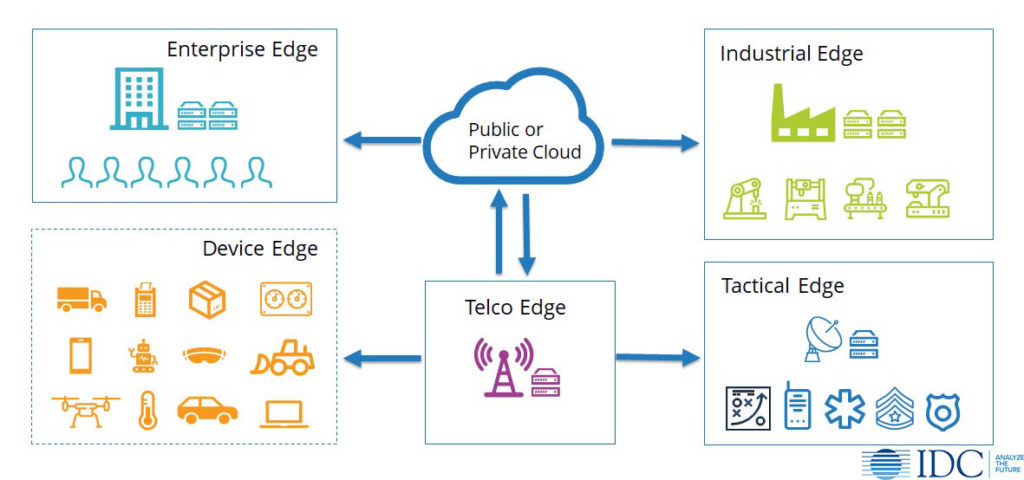 Enterprise Edge
Public or
Private Cloud
Industrial Edge
Device Edge
Telco Edge
Tactical Edge
IDC
ANALYZE
THE
FUTURE